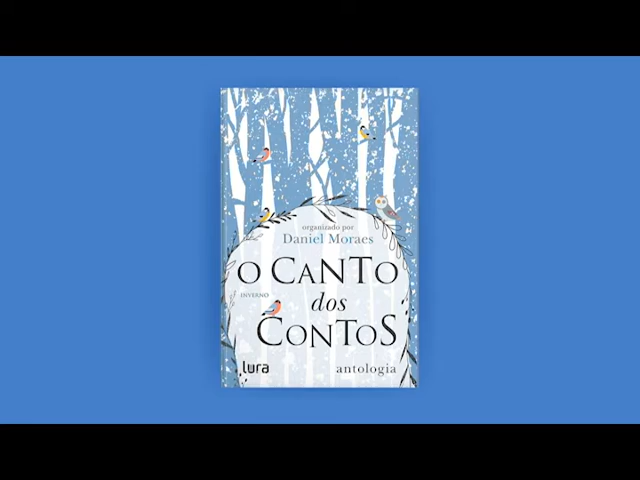 organizado por
Daniel Moraes
O CANTO
INVERNO
dos
CONTOS
lura
antologia